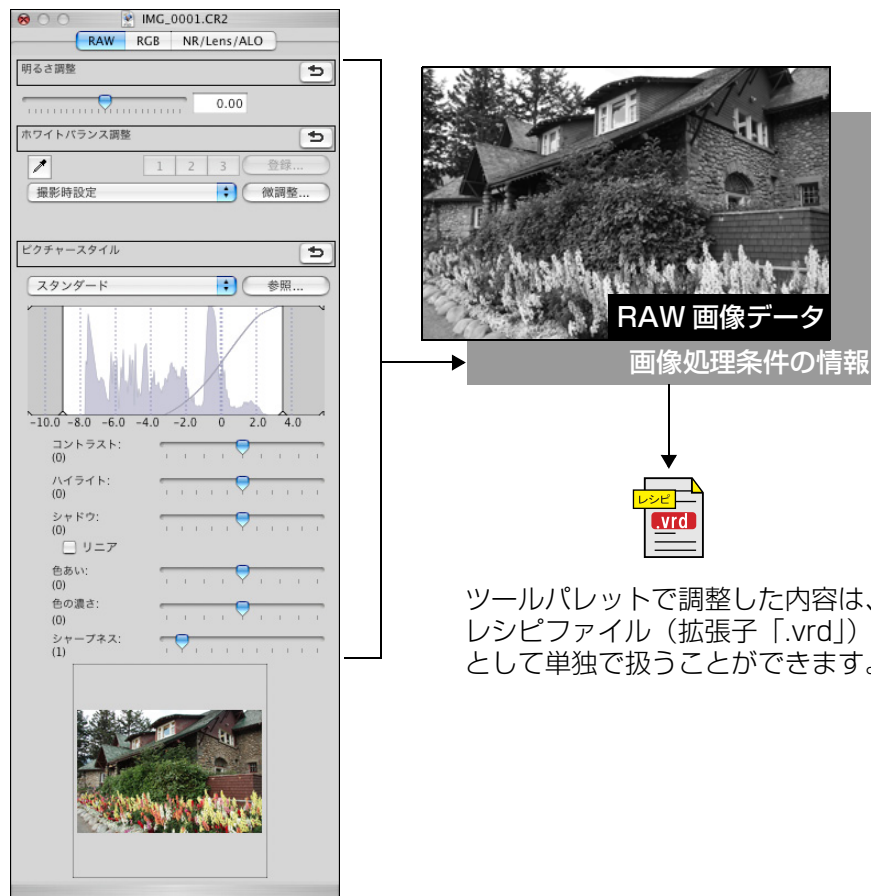 IMG_0001.CR2
RAW RGB NR/Lens/ALO
明るさ調整
0.00
ホワイトバランス調整
1 2 3 登録...
撮影時設定 微調整...
ピクチャースタイル
スタンダード 参照...
-10.0 -8.0 -6.0 -4.0 -2.0 0 2.0 4.0
コントラスト:
(0)
ハイライト:
(0)
シャドウ:
(0)
リニア
色あい:
(0)
色の濃さ:
(0)
シャープネス:
(1)
RAW 画像データ
画像処理条件の情報
レシピ
.vrd
ツールパレットで調整した内容は、
レシピファイル（拡張子「.vrd」）
として単独で扱うことができます。